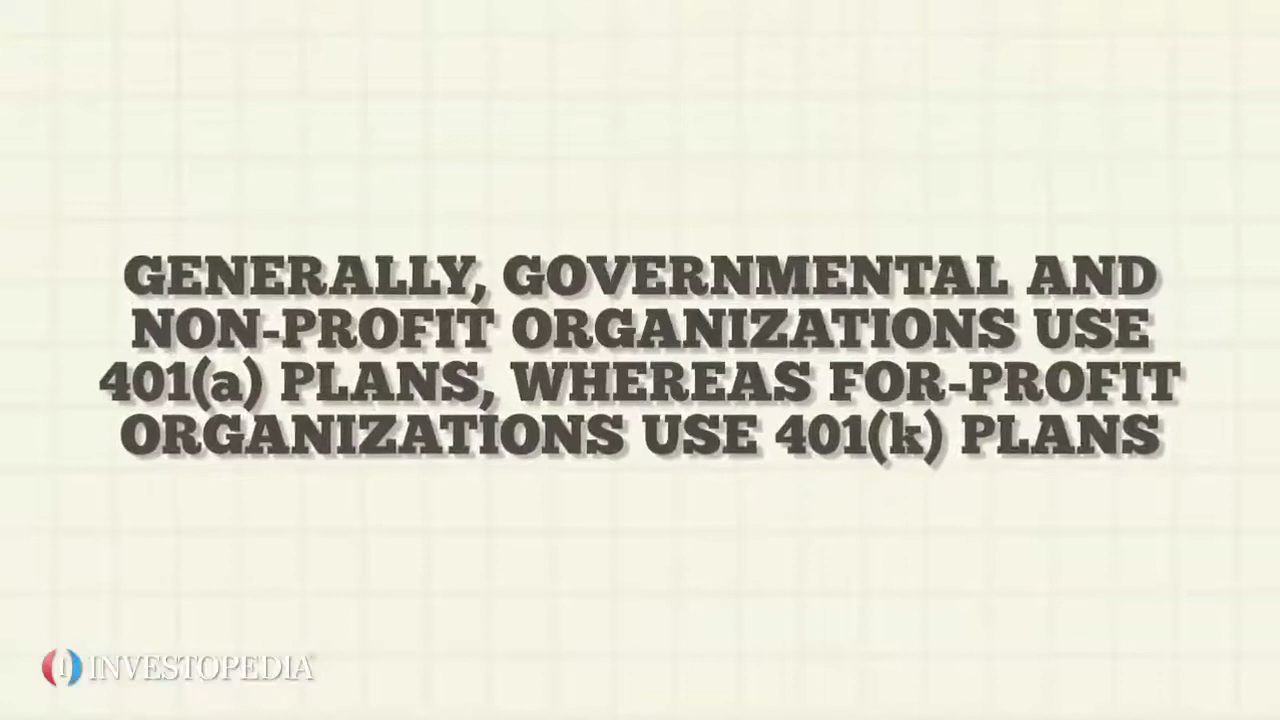 GENERALLY, GOVERNMENTAL AND
NON-PROFIT ORGANIZATIONS USE
401(a) PLANS, WHEREAS FOR-PROFIT
ORGANIZATIONS USE 401(k) PLANS
INVESTOPEDIA